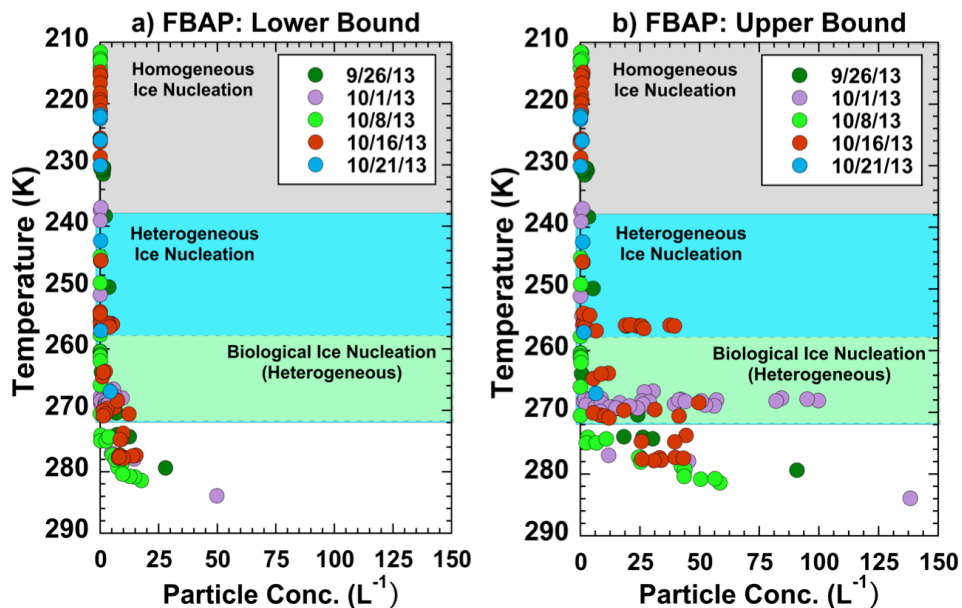 a) FBAP: Lower Bound
210
220
230
240
250
260
270
280
290
Temperature (K)
Homogeneous
Ice Nucleation
9/26/13
10/1/13
10/8/13
10/16/13
10/21/13
Heterogeneous
Ice Nucleation
Biological Ice Nucleation
(Heterogeneous)
0 25 50 75 100 125 150
Particle Conc. (L⁻¹)
b) FBAP: Upper Bound
210
220
230
240
250
260
270
280
290
Temperature (K)
Homogeneous
Ice Nucleation
9/26/13
10/1/13
10/8/13
10/16/13
10/21/13
Heterogeneous
Ice Nucleation
Biological Ice Nucleation
(Heterogeneous)
0 25 50 75 100 125 150
Particle Conc. (L⁻¹)